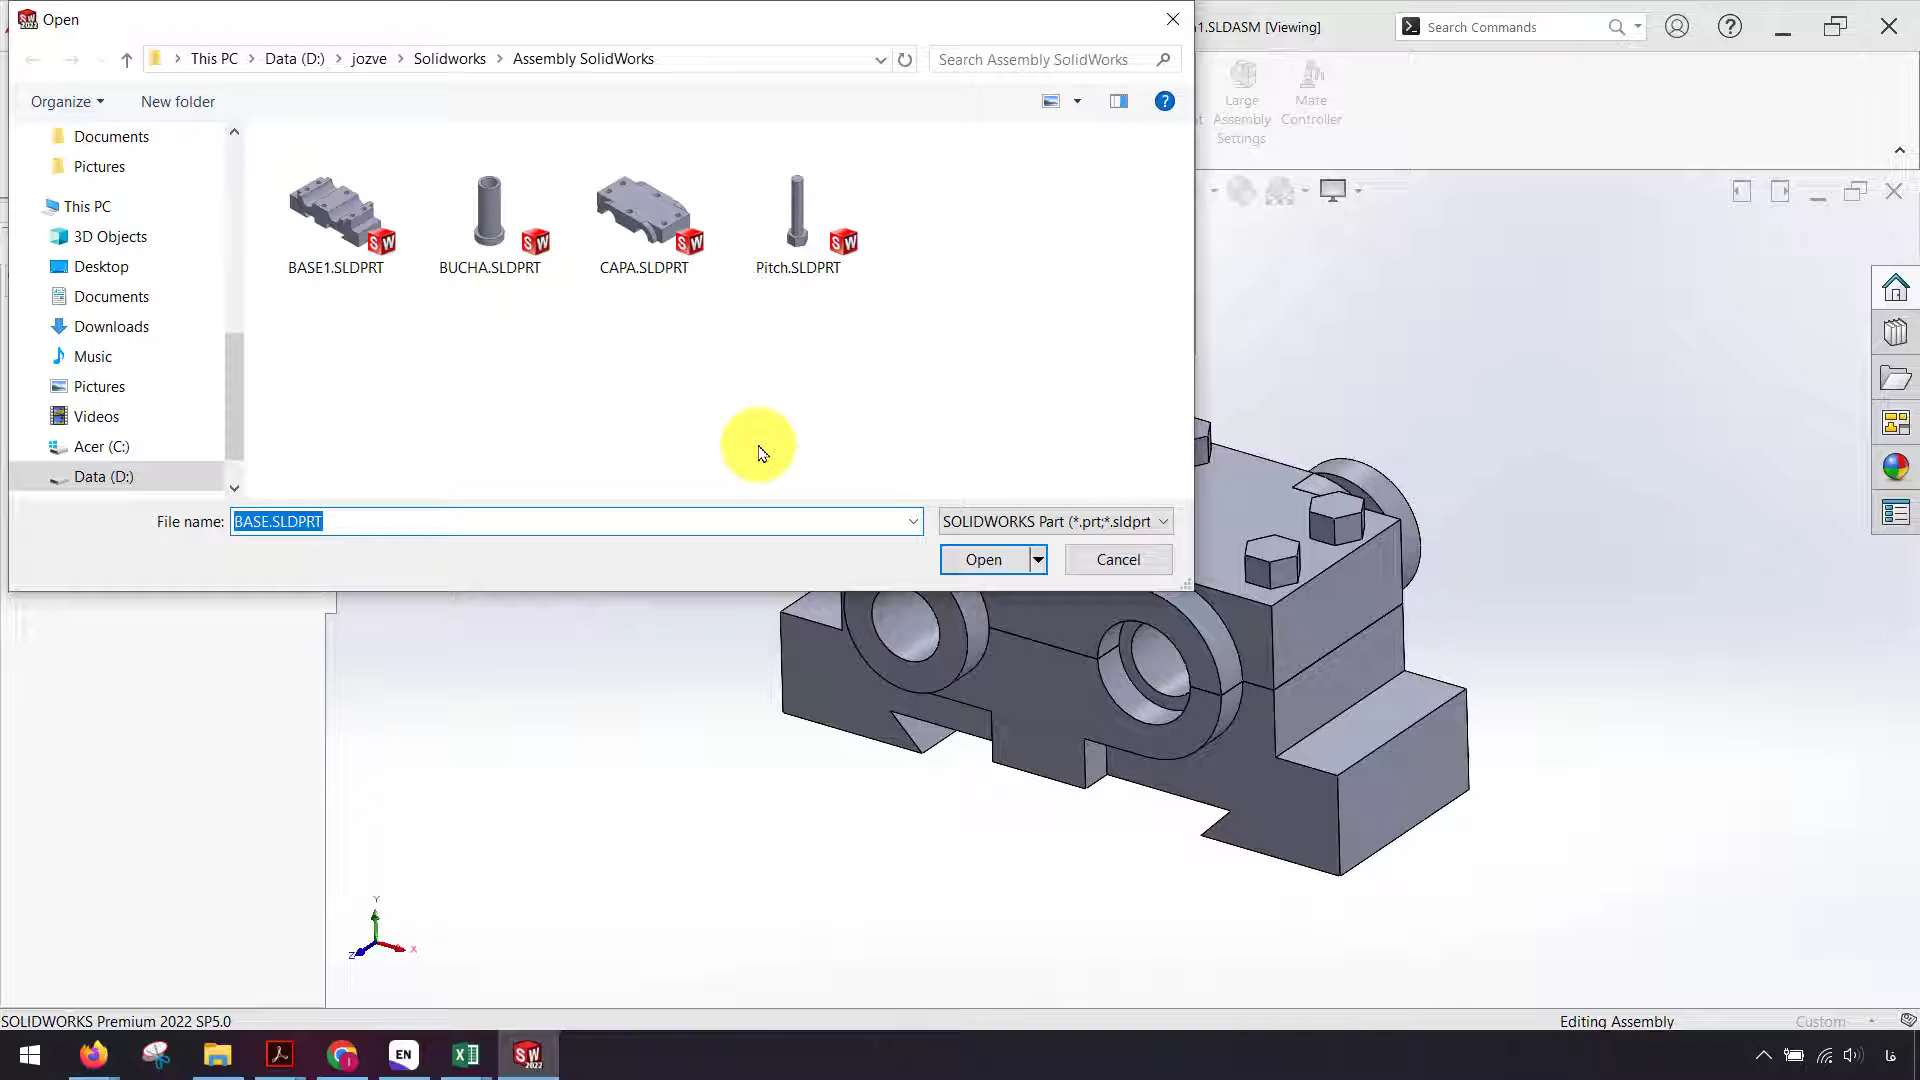 Open
1.SLDASM [Viewing]
Search Commands
This PC
Data (D:)
jozve
Solidworks
Assembly SolidWorks
Search Assembly SolidWorks
Organize
New folder
Large
Assembly
Settings
Mate
Controller
Documents
Pictures
This PC
3D Objects
Desktop
Documents
Downloads
Music
Pictures
Videos
Acer (C:)
Data (D:)
BASE1.SLDPRT
BUCHA.SLDPRT
CAPA.SLDPRT
Pitch.SLDPRT
File name:
BASE.SLDPRT
SOLIDWORKS Part (*.prt;*.sldprt
Open
Cancel
Y
X
Z
SOLIDWORKS Premium 2022 SP5.0
Editing Assembly
Custom
EN
SW
2022
فا